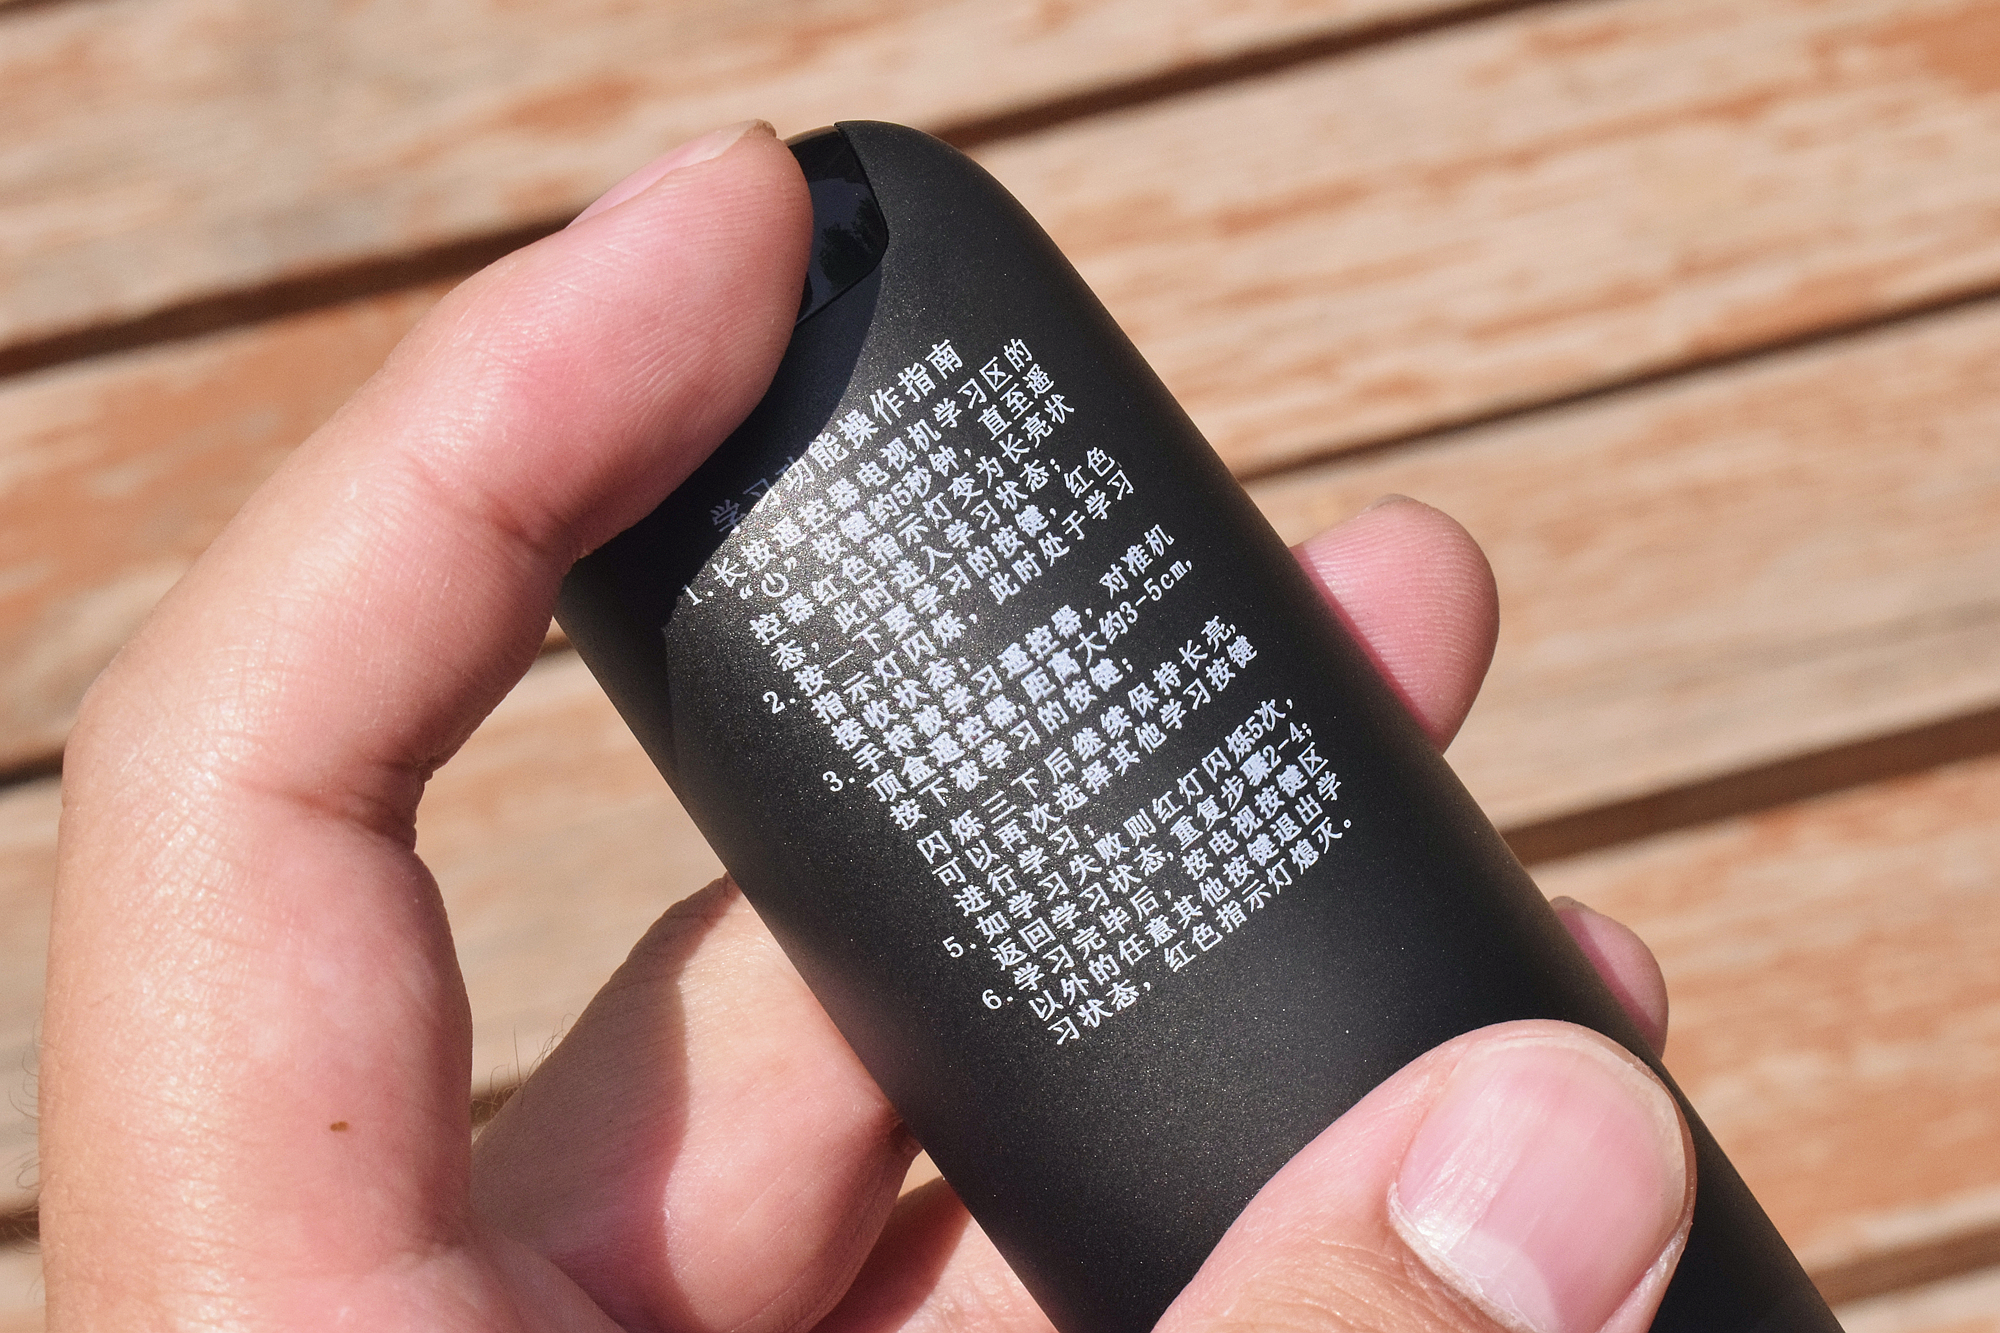 学习功能操作指南
1. 长按遥控器电视机学习区的
“⏻”按键约5秒钟，直至遥
控器红色指示灯变为长亮状
态，此时进入学习状态；
2. 按一下要学习的按键，红色
指示灯闪烁，此时处于学习
接收状态；
3. 手持被学习遥控器，对准机
顶盒遥控器，距离大约3-5cm，
按下被学习的按键；
闪烁三下后继续保持长亮，
可以再次选择其他学习按键
进行学习；
5. 如学习失败则红灯闪烁5次，
返回学习状态，重复步骤2-4；
6. 学习完毕后，按电视按键区
以外的任意其他按键退出学
习状态，红色指示灯熄灭。